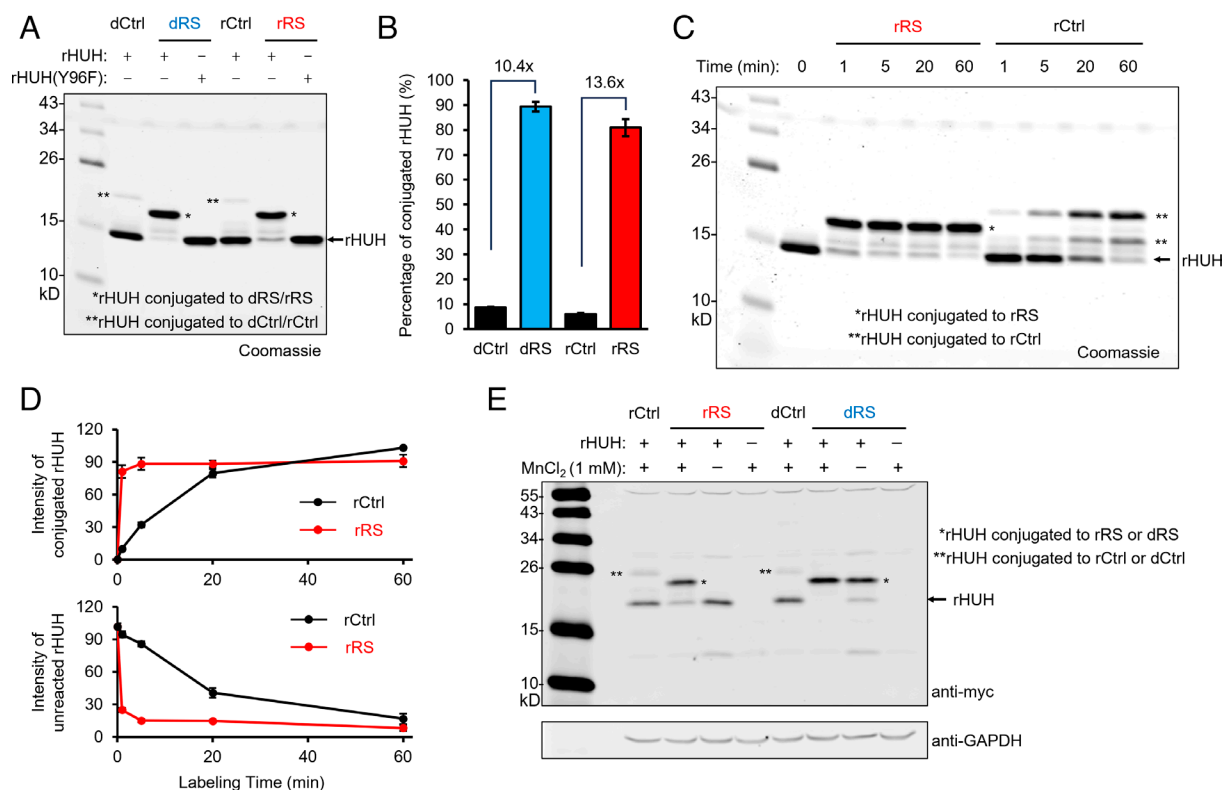 A
dCtrl dRS rCtrl rRS
rHUH: + + – + + –
rHUH(Y96F): – – + – – +
43
34
26
15
10
kD
**
*
**
*
rHUH
*rHUH conjugated to dRS/rRS
**rHUH conjugated to dCtrl/rCtrl
Coomassie
B
Percentage of conjugated rHUH (%)
100
90
80
70
60
50
40
30
20
10
0
10.4x
13.6x
dCtrl dRS rCtrl rRS
C
rRS rCtrl
Time (min): 0 1 5 20 60 1 5 20 60
43
34
26
15
10
kD
*
**
**
rHUH
*rHUH conjugated to rRS
**rHUH conjugated to rCtrl
Coomassie
D
Intensity of
conjugated rHUH
120
90
60
30
0
rCtrl
rRS
0 20 40 60
Intensity of
unreacted rHUH
120
90
60
30
0
rCtrl
rRS
0 20 40 60
Labeling Time (min)
E
rCtrl rRS dCtrl dRS
rHUH: + + + – + + + –
MnCl₂ (1 mM): + + – + + + – +
55
43
34
26
15
10
kD
**
*
**
*
*rHUH conjugated to rRS or dRS
**rHUH conjugated to rCtrl or dCtrl
rHUH
anti-myc
anti-GAPDH